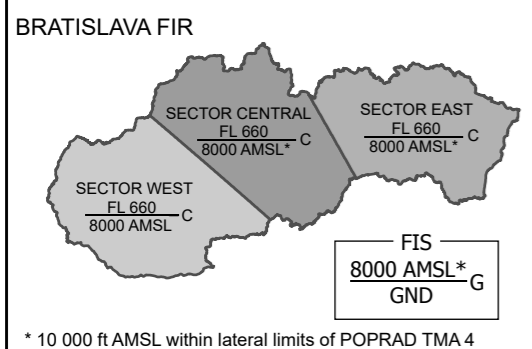 BRATISLAVA FIR
SECTOR CENTRAL
FL 660
8000 AMSL*
C
SECTOR EAST
FL 660
8000 AMSL*
C
SECTOR WEST
FL 660
8000 AMSL
C
FIS
8000 AMSL*
GND
G
* 10 000 ft AMSL within lateral limits of POPRAD TMA 4